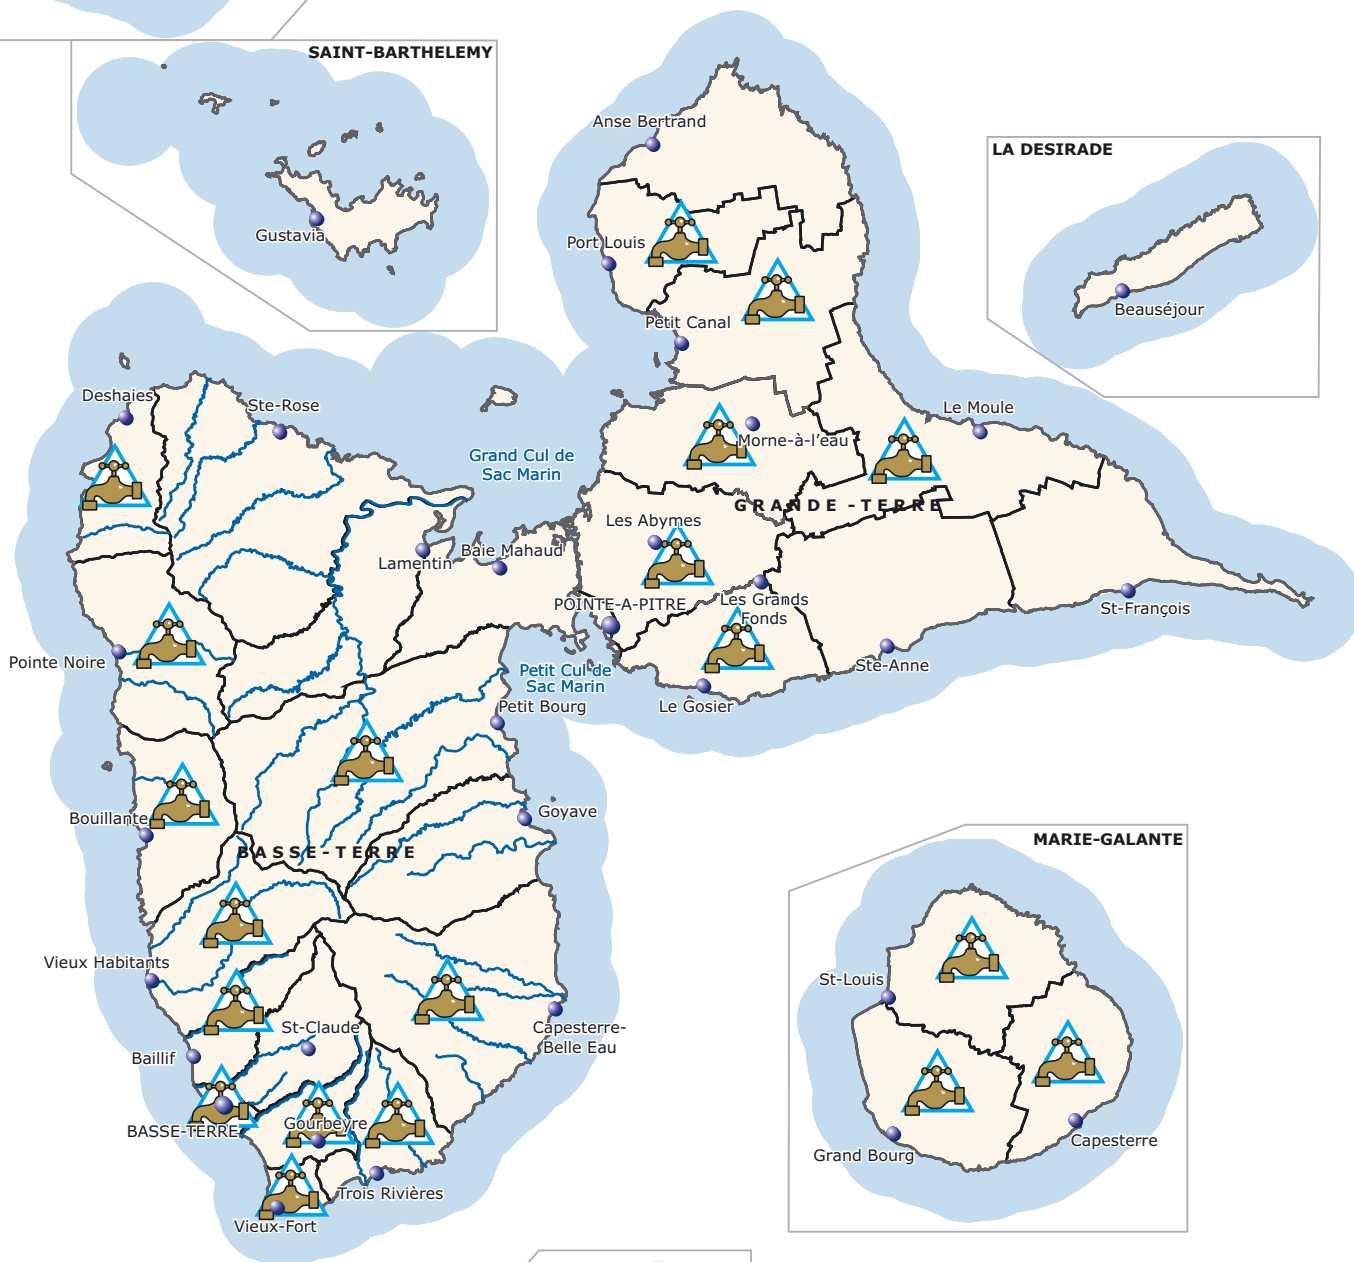 SAINT-BARTHELEMY
Gustavia
Anse Bertrand
LA DESIRADE
Beauséjour
Port Louis
Petit Canal
Deshaies
Ste-Rose
Le Moule
Grand Cul de
Sac Marin
Morne-à-l'eau
GRANDE-TERRE
Les Abymes
Lamentin
Baie Mahaud
POINTE-A-PITRE
Les Grands
Fonds
St-François
Pointe Noire
Petit Cul de
Sac Marin
Ste-Anne
Petit Bourg
Le Gosier
Bouillante
Goyave
BASSE-TERRE
MARIE-GALANTE
Vieux Habitants
St-Louis
St-Claude
Capesterre-
Belle Eau
Baillif
BASSE-TERRE
Gourbeyre
Grand Bourg
Capesterre
Trois Rivières
Vieux-Fort